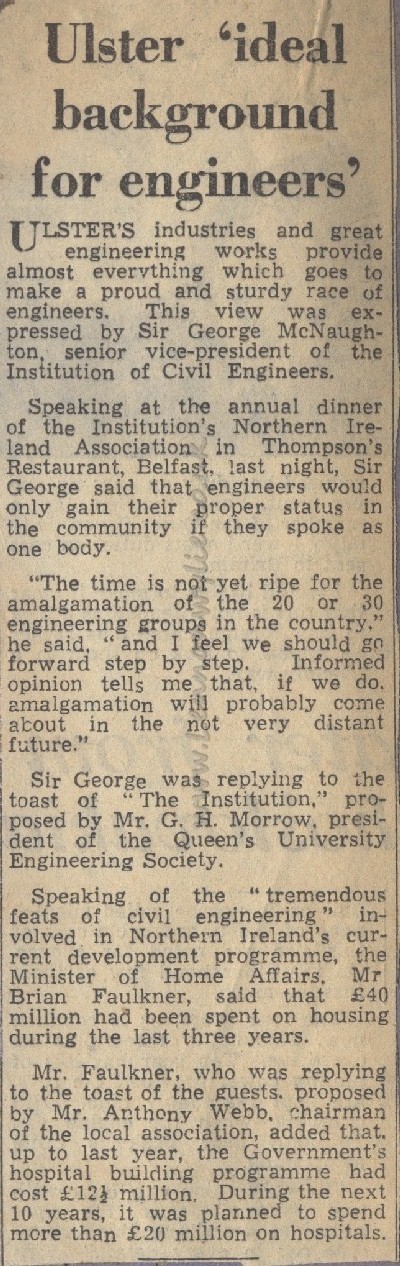 Ulster ‘ideal
background
for engineers’
ULSTER'S industries and great
engineering works provide
almost everything which goes to
make a proud and sturdy race of
engineers. This view was ex-
pressed by Sir George McNaugh-
ton, senior vice-president of the
Institution of Civil Engineers.
Speaking at the annual dinner
of the Institution's Northern Ire-
land Association in Thompson's
Restaurant, Belfast, last night, Sir
George said that engineers would
only gain their proper status in
the community if they spoke as
one body.
"The time is not yet ripe for the
amalgamation of the 20 or 30
engineering groups in the country,"
he said, "and I feel we should go
forward step by step. Informed
opinion tells me that, if we do,
amalgamation will probably come
about in the not very distant
future."
Sir George was replying to the
toast of "The Institution," pro-
posed by Mr. G. H. Morrow, presi-
dent of the Queen's University
Engineering Society.
Speaking of the "tremendous
feats of civil engineering" in-
volved in Northern Ireland's cur-
rent development programme, the
Minister of Home Affairs, Mr
Brian Faulkner, said that £40
million had been spent on housing
during the last three years.
Mr. Faulkner, who was replying
to the toast of the guests, proposed
by Mr. Anthony Webb, chairman
of the local association, added that,
up to last year, the Government's
hospital building programme had
cost £12½ million. During the next
10 years, it was planned to spend
more than £20 million on hospitals.